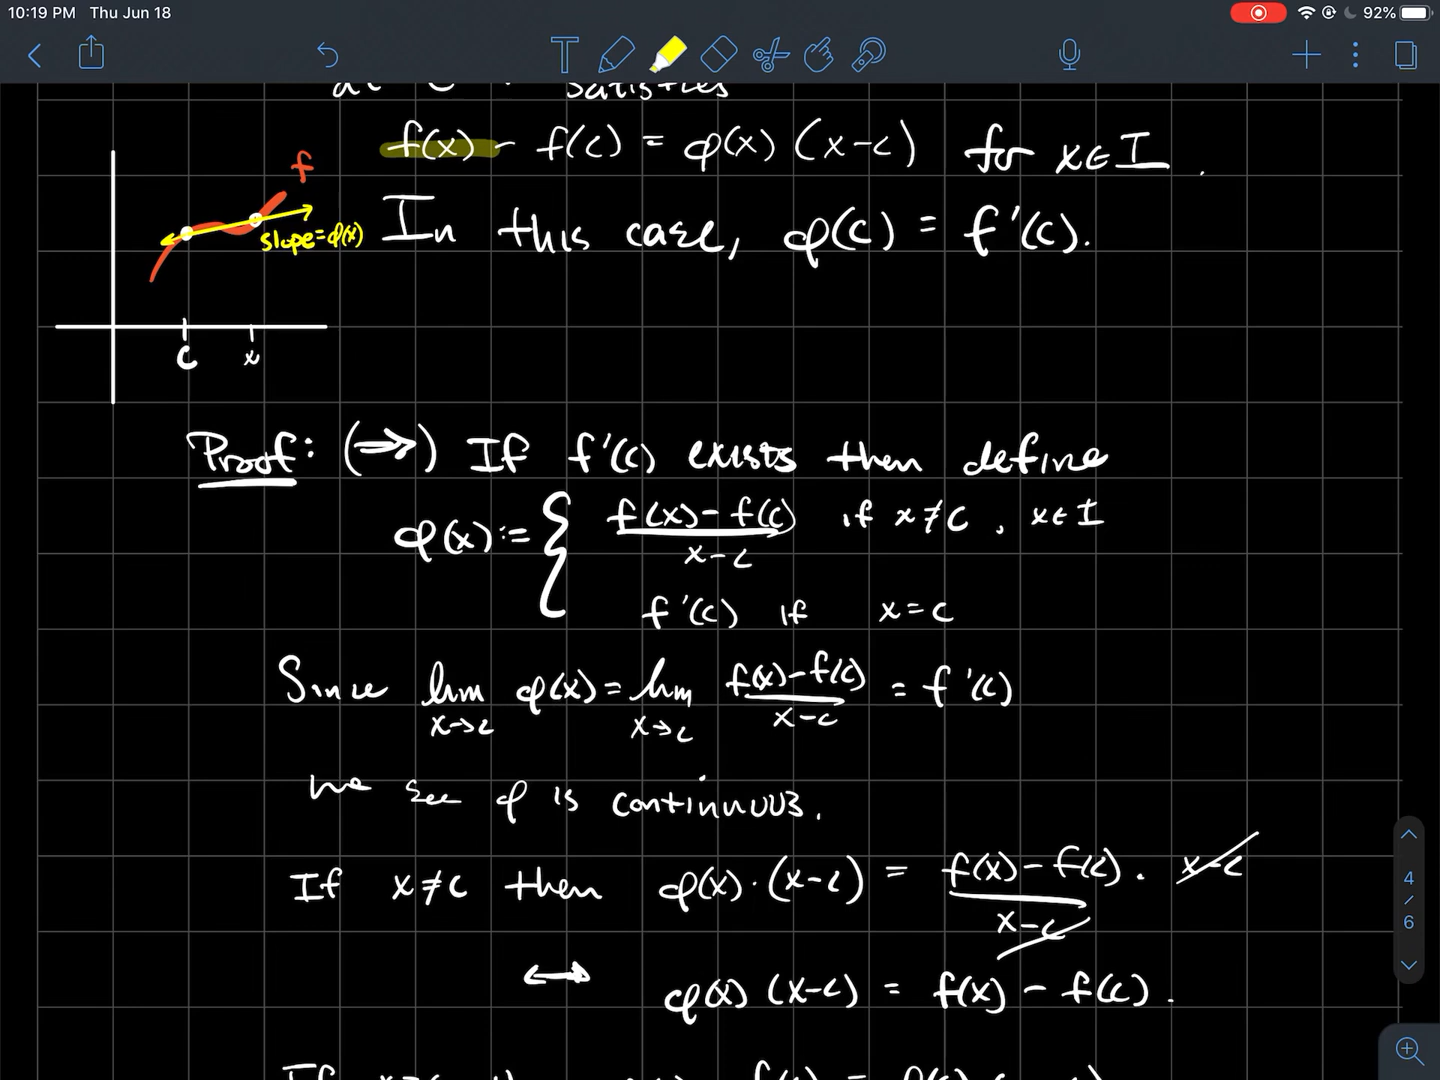 10:19 PM Thu Jun 18
92%
at c satisfies
f(x) - f(c) = φ(x) (x-c) for x∈I.
In this case, φ(c) = f'(c).
f
slope=φ(x)
c x
Proof: (⇒) If f'(c) exists then define
φ(x) := { f(x)-f(c) / x-c if x≠c, x∈I
f'(c) if x=c
Since lim x→c φ(x) = lim x→c f(x)-f(c) / x-c = f'(c)
we see φ is continuous.
If x≠c then φ(x)·(x-c) = f(x)-f(c) / x-c · x-c
↔ φ(x) (x-c) = f(x) - f(c).
4 / 6